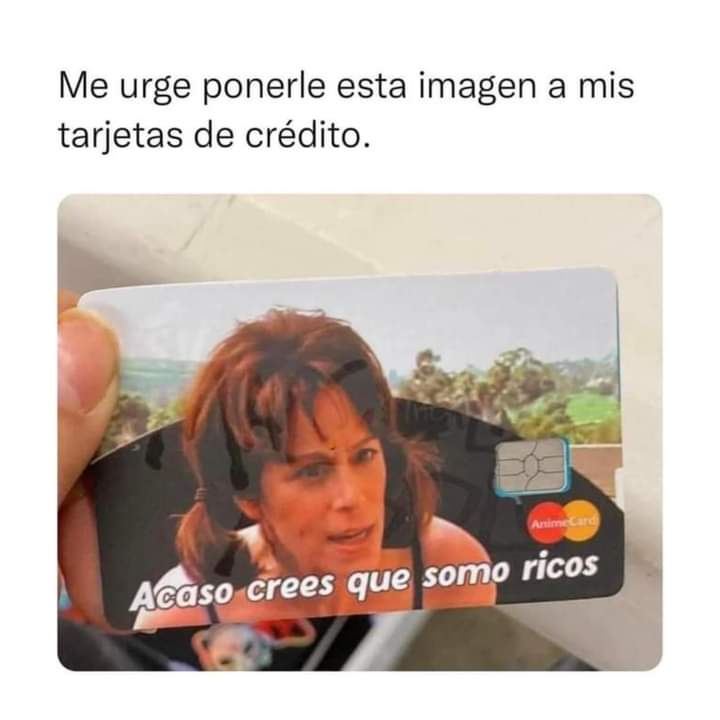 Me urge ponerle esta imagen a mis
tarjetas de crédito.
AnimeCard
Acaso crees que somo ricos